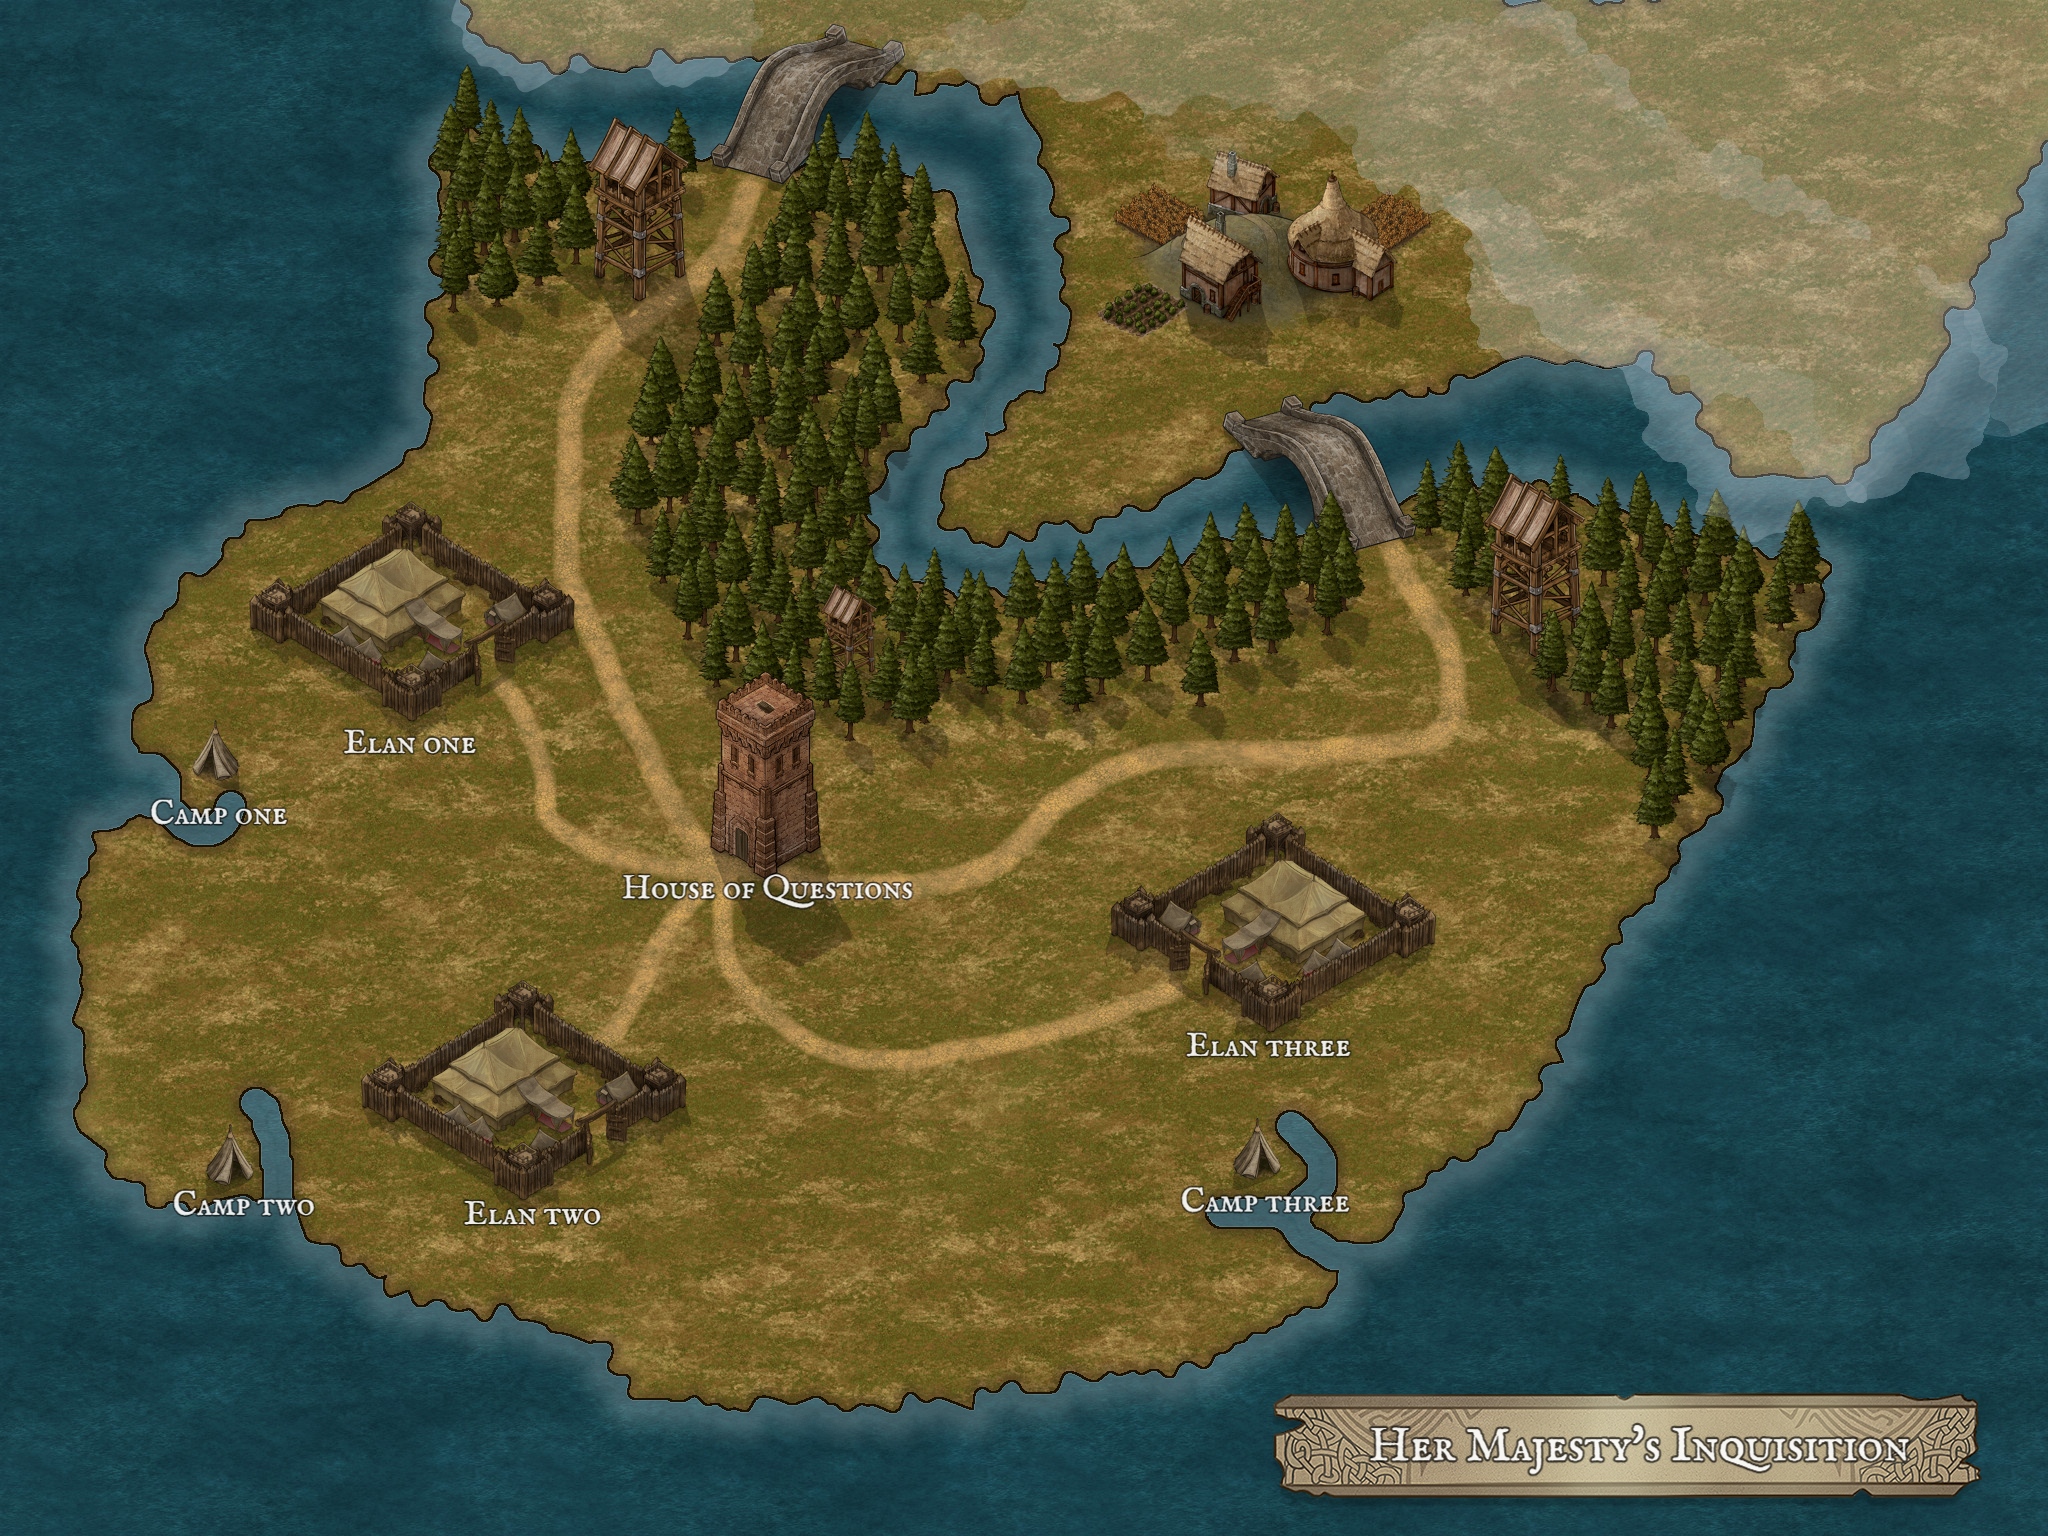 Elan one
Camp one
House of Questions
Elan three
Camp two
Elan two
Camp three
Her Majesty's Inquisition